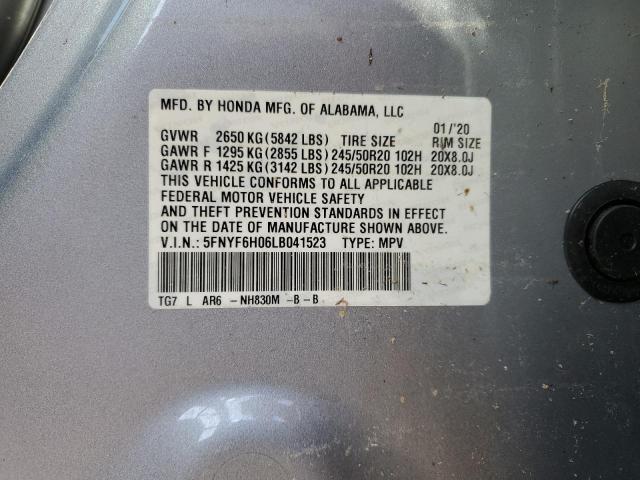 MFD. BY HONDA MFG. OF ALABAMA, LLC
01/'20
GVWR 2650 KG (5842 LBS) TIRE SIZE RIM SIZE
GAWR F 1295 KG (2855 LBS) 245/50R20 102H 20X8.0J
GAWR R 1425 KG (3142 LBS) 245/50R20 102H 20X8.0J
THIS VEHICLE CONFORMS TO ALL APPLICABLE
FEDERAL MOTOR VEHICLE SAFETY
AND THEFT PREVENTION STANDARDS IN EFFECT
ON THE DATE OF MANUFACTURE SHOWN ABOVE.
V.I.N.: 5FNYF6H06LB041523 TYPE: MPV
TG7 L AR6 -NH830M -B-B